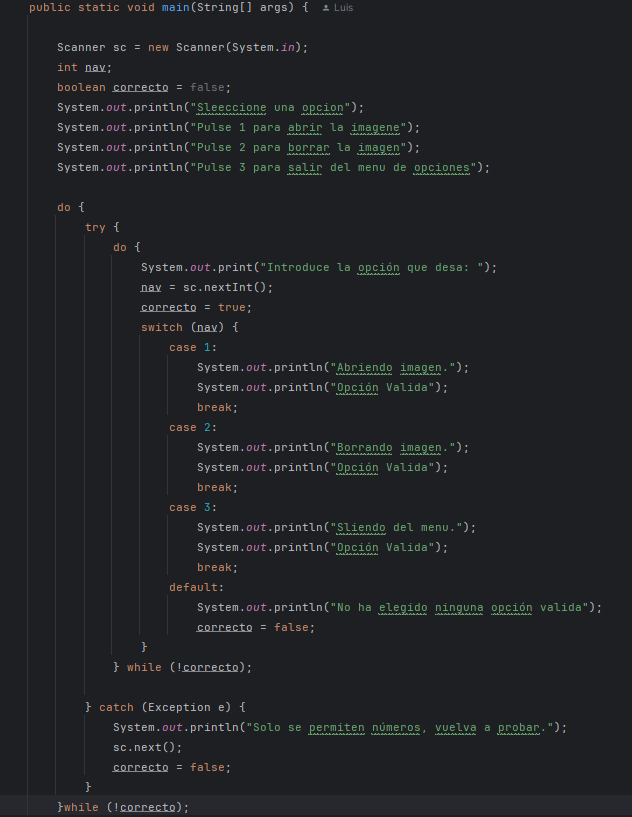 public static void main(String[] args) { Luis
Scanner sc = new Scanner(System.in);
int nav;
boolean correcto = false;
System.out.println("Sleeccione una opcion");
System.out.println("Pulse 1 para abrir la imagene");
System.out.println("Pulse 2 para borrar la imagen");
System.out.println("Pulse 3 para salir del menu de opciones");
do {
try {
do {
System.out.print("Introduce la opción que desa: ");
nav = sc.nextInt();
correcto = true;
switch (nav) {
case 1:
System.out.println("Abriendo imagen.");
System.out.println("Opción Valida");
break;
case 2:
System.out.println("Borrando imagen.");
System.out.println("Opción Valida");
break;
case 3:
System.out.println("Sliendo del menu.");
System.out.println("Opción Valida");
break;
default:
System.out.println("No ha elegido ninguna opción valida");
correcto = false;
}
} while (!correcto);
} catch (Exception e) {
System.out.println("Solo se permiten números, vuelva a probar.");
sc.next();
correcto = false;
}
}while (!correcto);